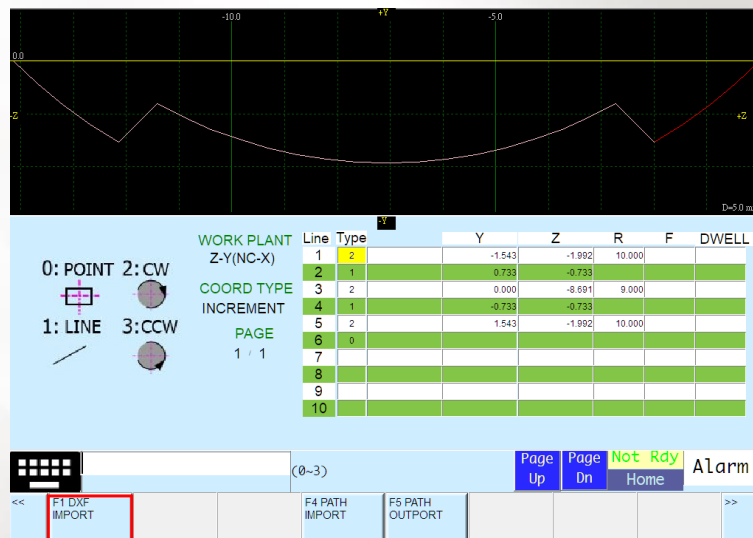 -10.0 +Y -5.0
0.0
-Z +Z
D=5.0 m
-Y
WORK PLANT
Z-Y(NC-X)
COORD TYPE
INCREMENT
PAGE
1 / 1
0: POINT 2: CW
1: LINE 3:CCW
Line Type Y Z R F DWELL
1 2 -1.543 -1.992 10.000
2 1 0.733 -0.733
3 2 0.000 -8.691 9.000
4 1 -0.733 -0.733
5 2 1.543 -1.992 10.000
6 0
7
8
9
10
(0~3)
Page Up
Page Dn
Not Rdy
Home
Alarm
<<
F1 DXF
IMPORT
F4 PATH
IMPORT
F5 PATH
OUTPORT
>>